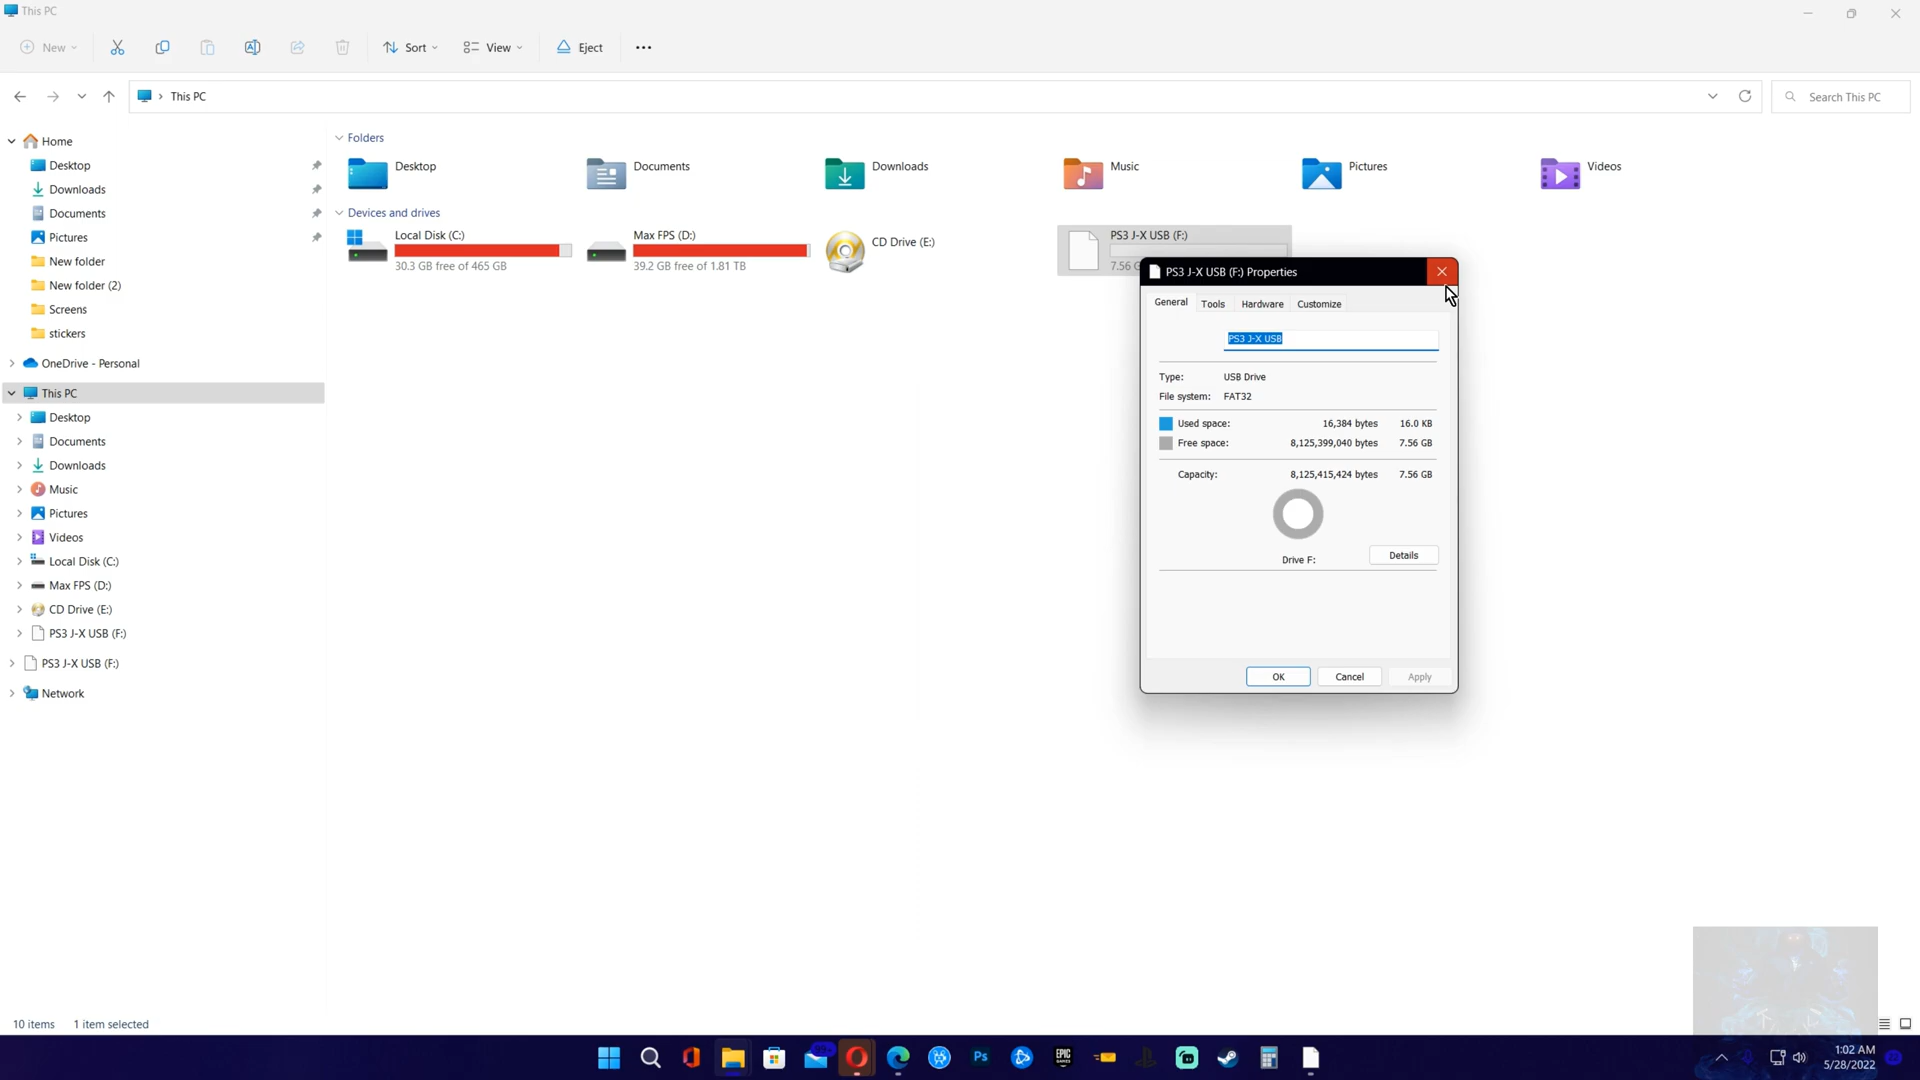 This PC
New
Sort
View
Eject
This PC
Search This PC
Home
Desktop
Downloads
Documents
Pictures
New folder
New folder (2)
Screens
stickers
OneDrive - Personal
This PC
Desktop
Documents
Downloads
Music
Pictures
Videos
Local Disk (C:)
Max FPS (D:)
CD Drive (E:)
PS3 J-X USB (F:)
PS3 J-X USB (F:)
Network
Folders
Desktop
Documents
Downloads
Music
Pictures
Videos
Devices and drives
Local Disk (C:)
30.3 GB free of 465 GB
Max FPS (D:)
39.2 GB free of 1.81 TB
CD Drive (E:)
PS3 J-X USB (F:)
7.56 G
PS3 J-X USB (F:) Properties
General Tools Hardware Customize
PS3 J-X USB
Type: USB Drive
File system: FAT32
Used space: 16,384 bytes 16.0 KB
Free space: 8,125,399,040 bytes 7.56 GB
Capacity: 8,125,415,424 bytes 7.56 GB
Drive F:
Details
OK Cancel Apply
10 items 1 item selected
Ps
EPIC GAMES
1:02 AM
5/28/2022